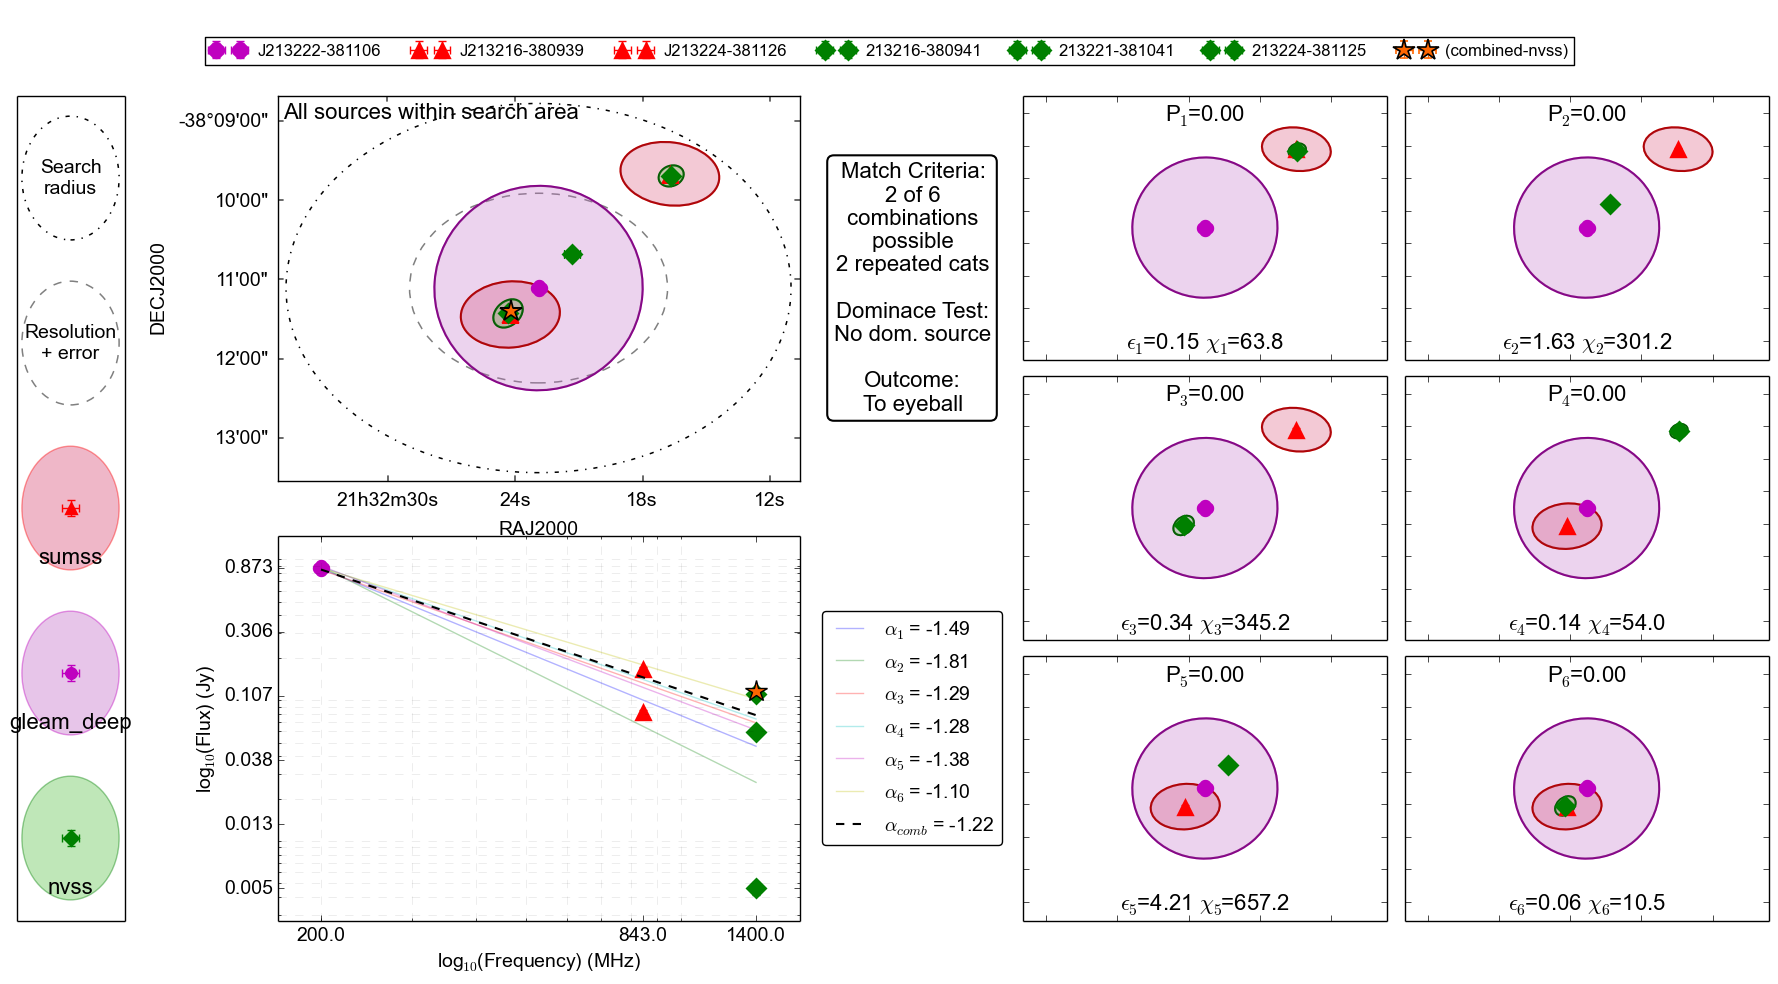 J213222-381106 J213216-380939 J213224-381126 213216-380941 213221-381041 213224-381125 (combined-nvss)
Search
radius
Resolution
+ error
sumss
gleam_deep
nvss
All sources within search area
DECJ2000
-38°09'00"
10'00"
11'00"
12'00"
13'00"
21h32m30s 24s 18s 12s
RAJ2000
Match Criteria:
2 of 6
combinations
possible
2 repeated cats
Dominace Test:
No dom. source
Outcome:
To eyeball
log₁₀(Flux) (Jy)
0.873
0.306
0.107
0.038
0.013
0.005
200.0 843.0 1400.0
log₁₀(Frequency) (MHz)
α₁ = -1.49
α₂ = -1.81
α₃ = -1.29
α₄ = -1.28
α₅ = -1.38
α₆ = -1.10
α_comb = -1.22
P₁=0.00
ϵ₁=0.15 χ₁=63.8
P₂=0.00
ϵ₂=1.63 χ₂=301.2
P₃=0.00
ϵ₃=0.34 χ₃=345.2
P₄=0.00
ϵ₄=0.14 χ₄=54.0
P₅=0.00
ϵ₅=4.21 χ₅=657.2
P₆=0.00
ϵ₆=0.06 χ₆=10.5